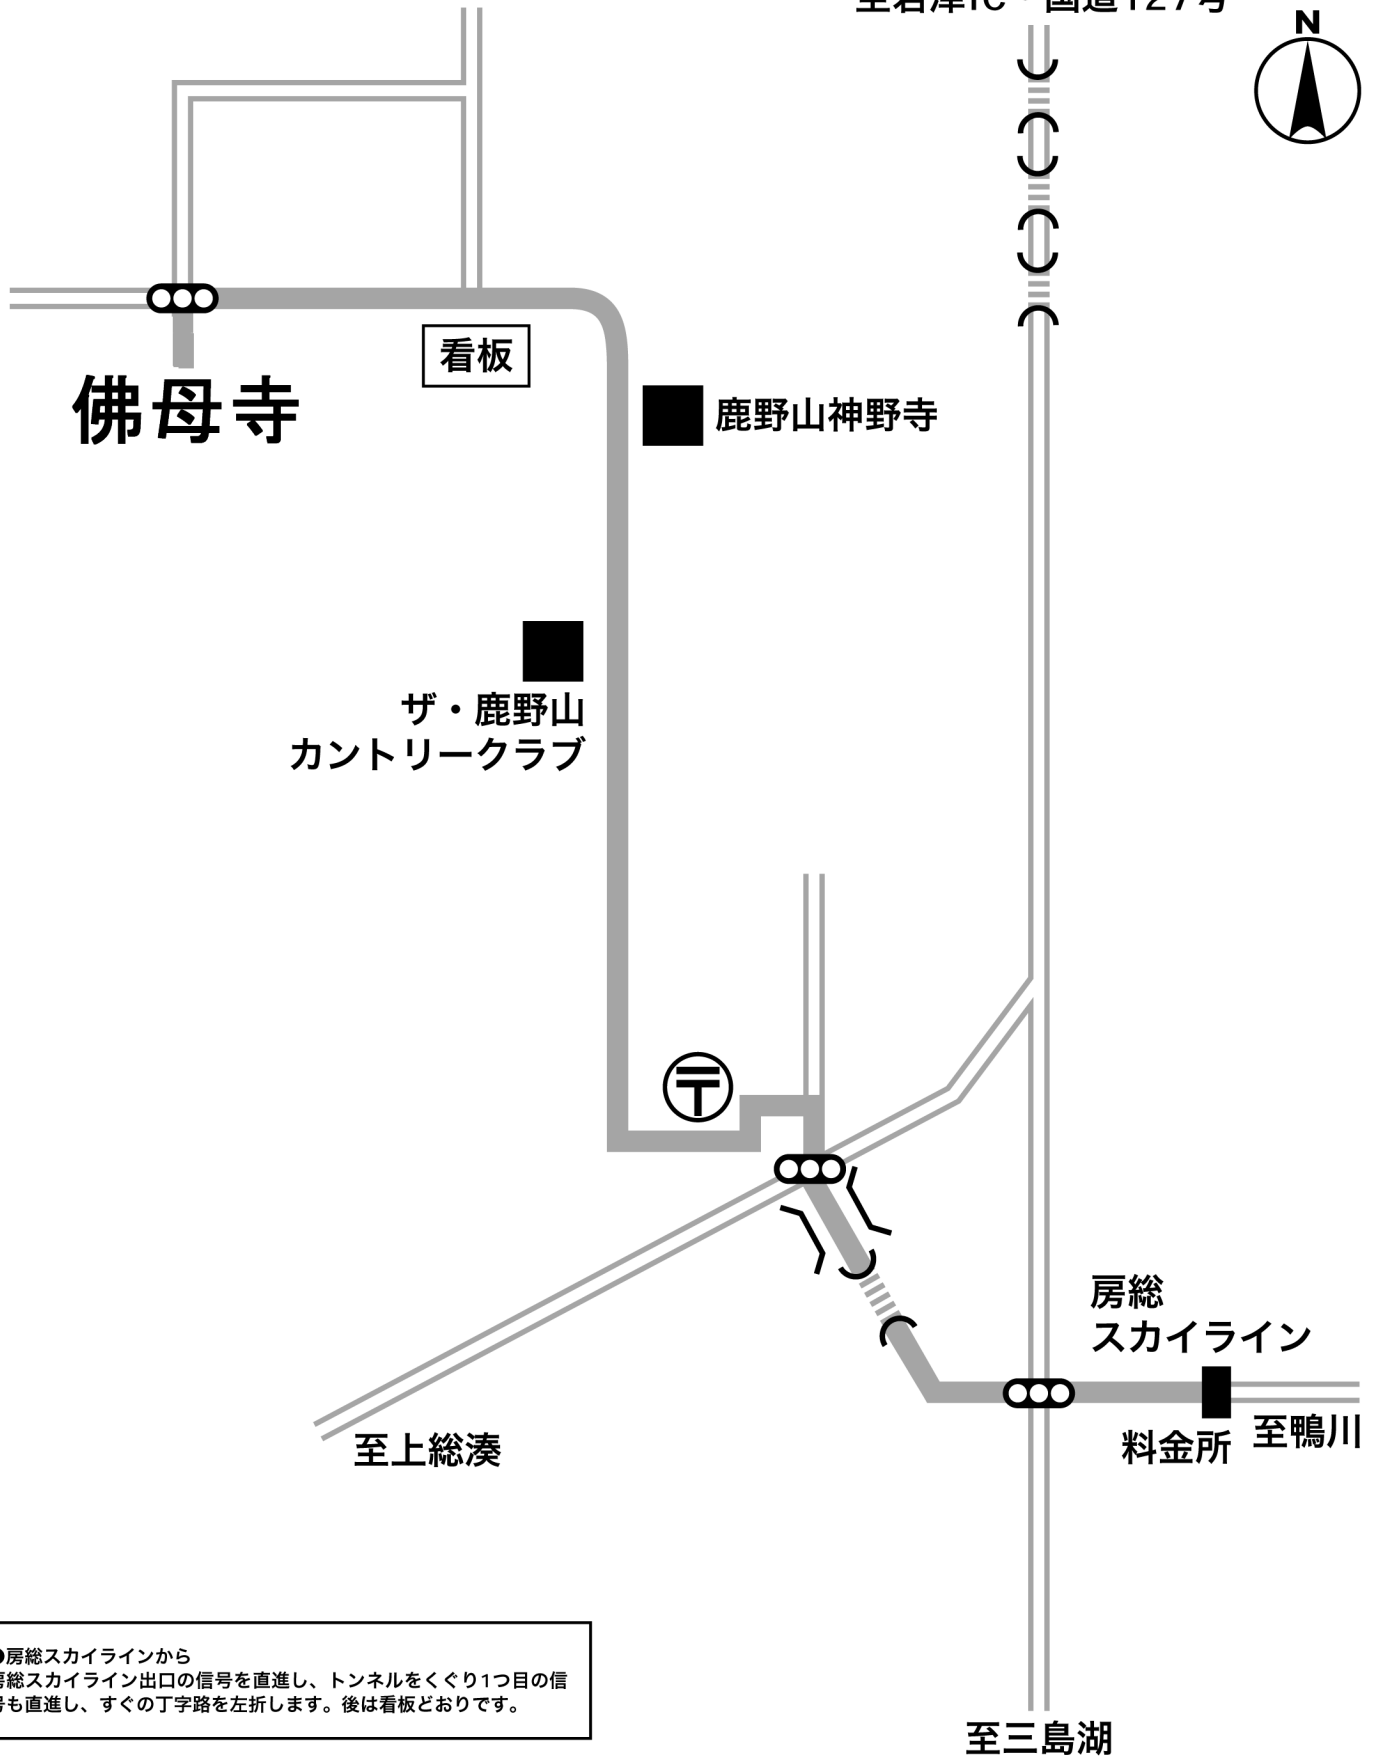 至君津IC・国道127号
N
看板
佛母寺
鹿野山神野寺
ザ・鹿野山
カントリークラブ
房総
スカイライン
至鴨川
料金所
至上総湊
●房総スカイラインから
房総スカイライン出口の信号を直進し、トンネルをくぐり1つ目の信
号も直進し、すぐの丁字路を左折します。後は看板どおりです。
至三島湖